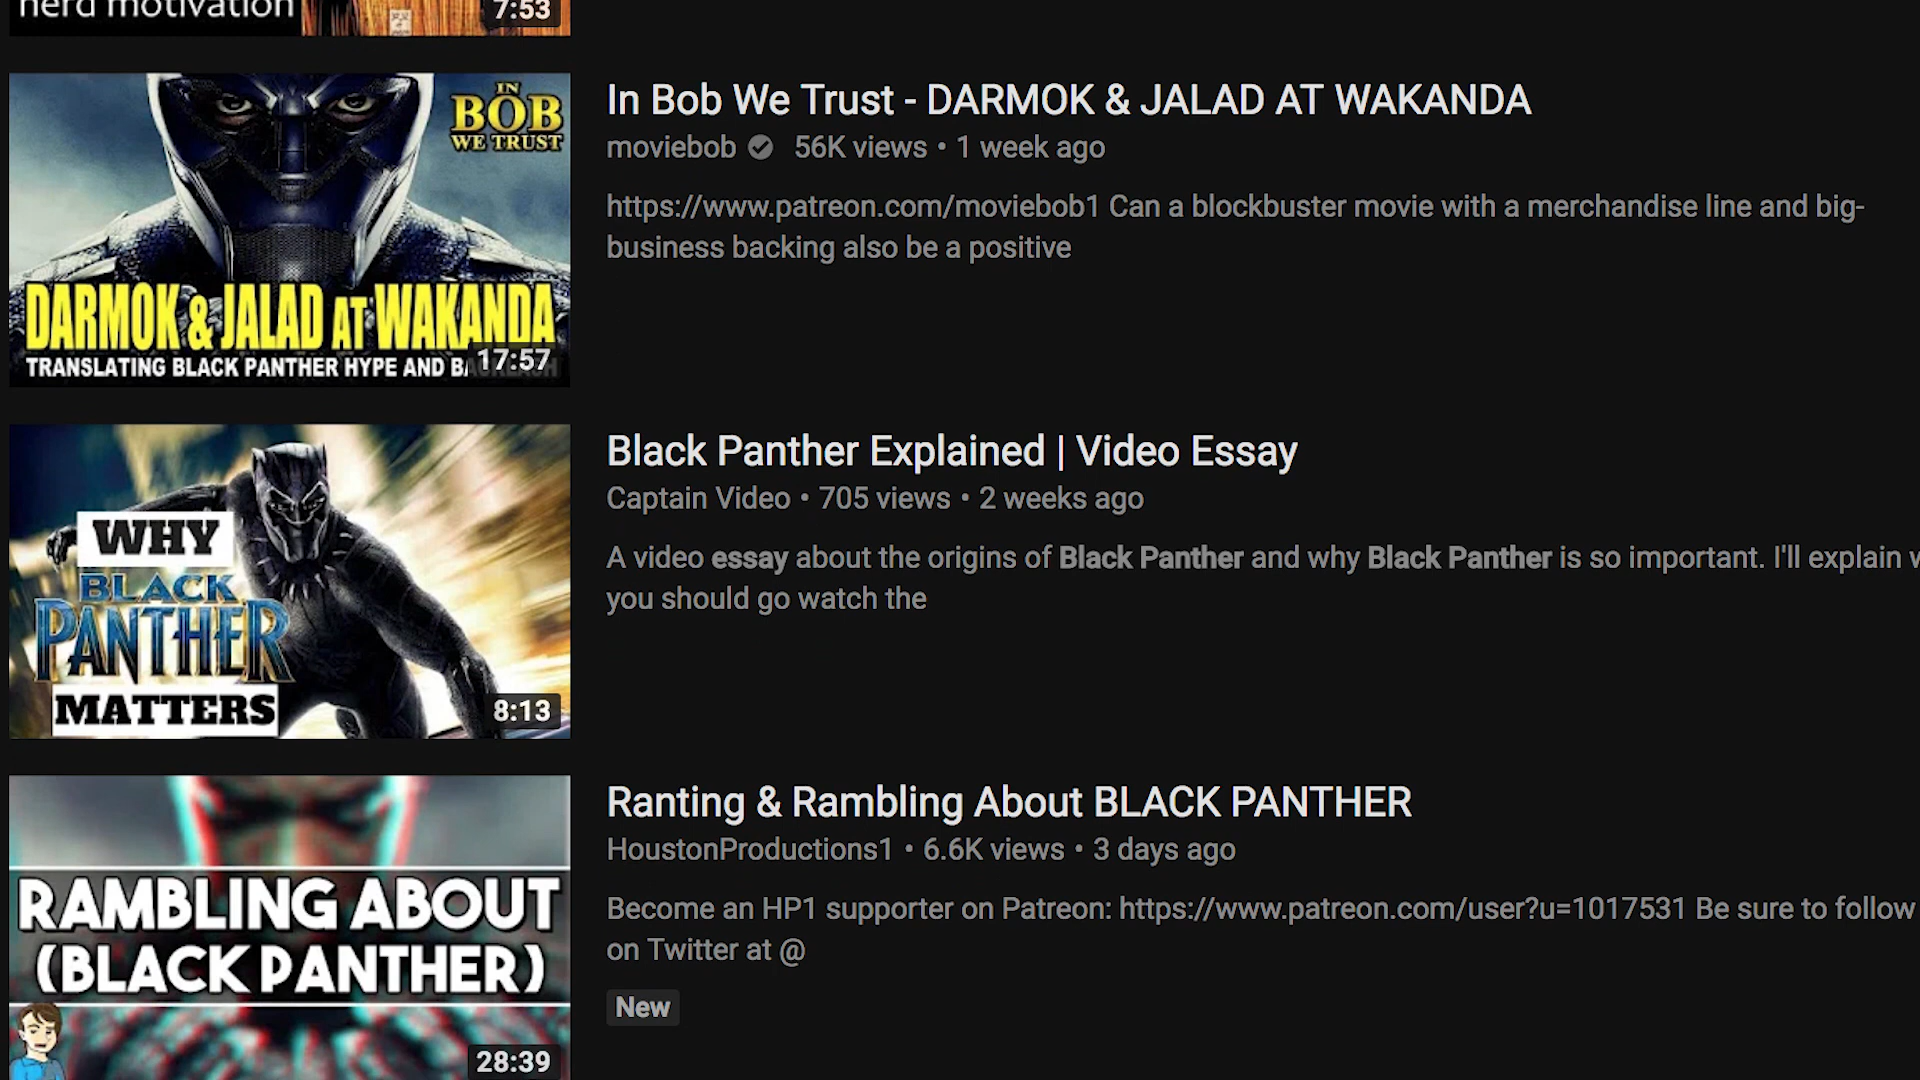 nerd motivation
7:53
IN
BOB
WE TRUST
DARMOK & JALAD AT WAKANDA
TRANSLATING BLACK PANTHER HYPE AND
17:57
In Bob We Trust - DARMOK & JALAD AT WAKANDA
moviebob 56K views • 1 week ago
https://www.patreon.com/moviebob1 Can a blockbuster movie with a merchandise line and big-
business backing also be a positive
WHY
BLACK
PANTHER
MATTERS
8:13
Black Panther Explained | Video Essay
Captain Video • 705 views • 2 weeks ago
A video essay about the origins of Black Panther and why Black Panther is so important. I'll explain
you should go watch the
RAMBLING ABOUT
(BLACK PANTHER)
28:39
Ranting & Rambling About BLACK PANTHER
HoustonProductions1 • 6.6K views • 3 days ago
Become an HP1 supporter on Patreon: https://www.patreon.com/user?u=1017531 Be sure to follow
on Twitter at @
New